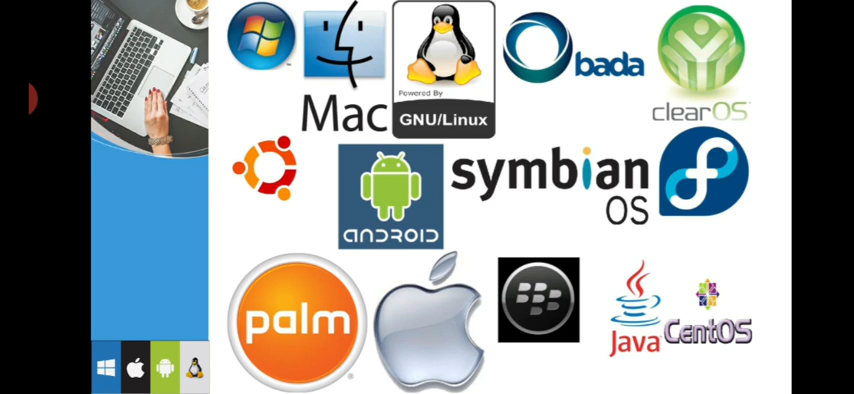 Mac
Powered By
GNU/Linux
bada
clearOS
ANDROID
symbian
OS
palm
Java
CentOS